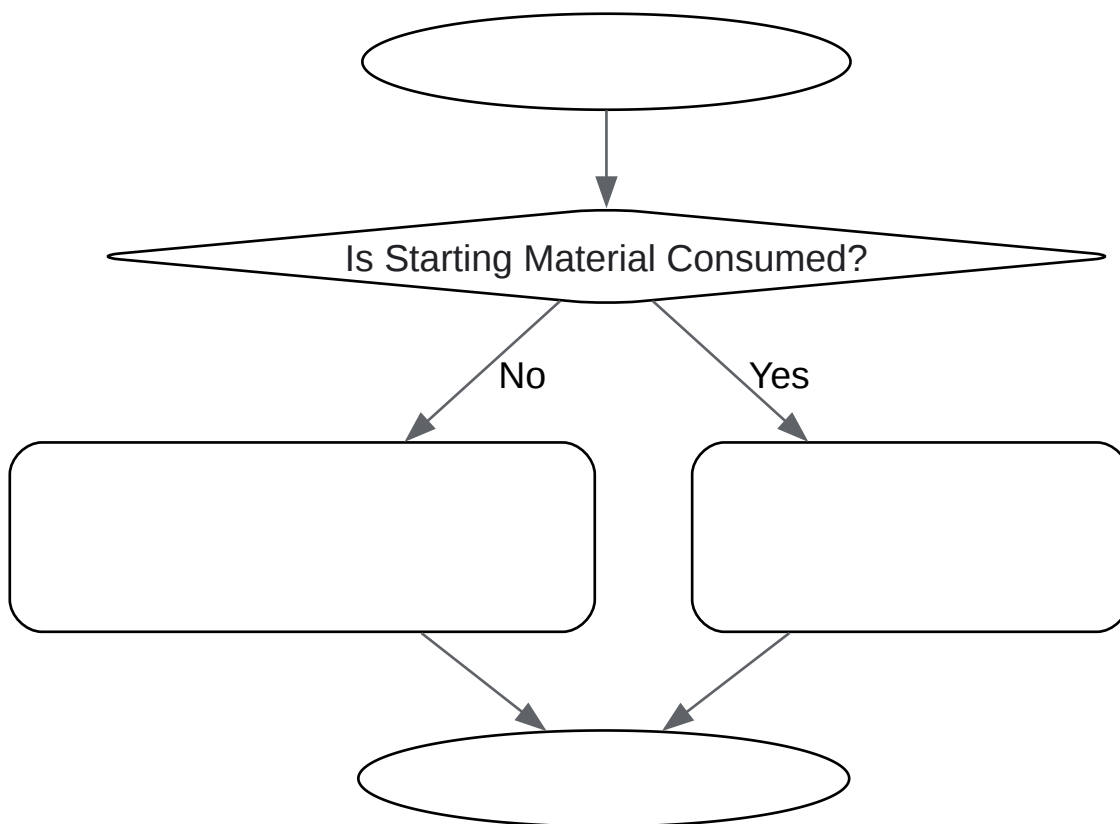 Is Starting Material Consumed?
No
Yes